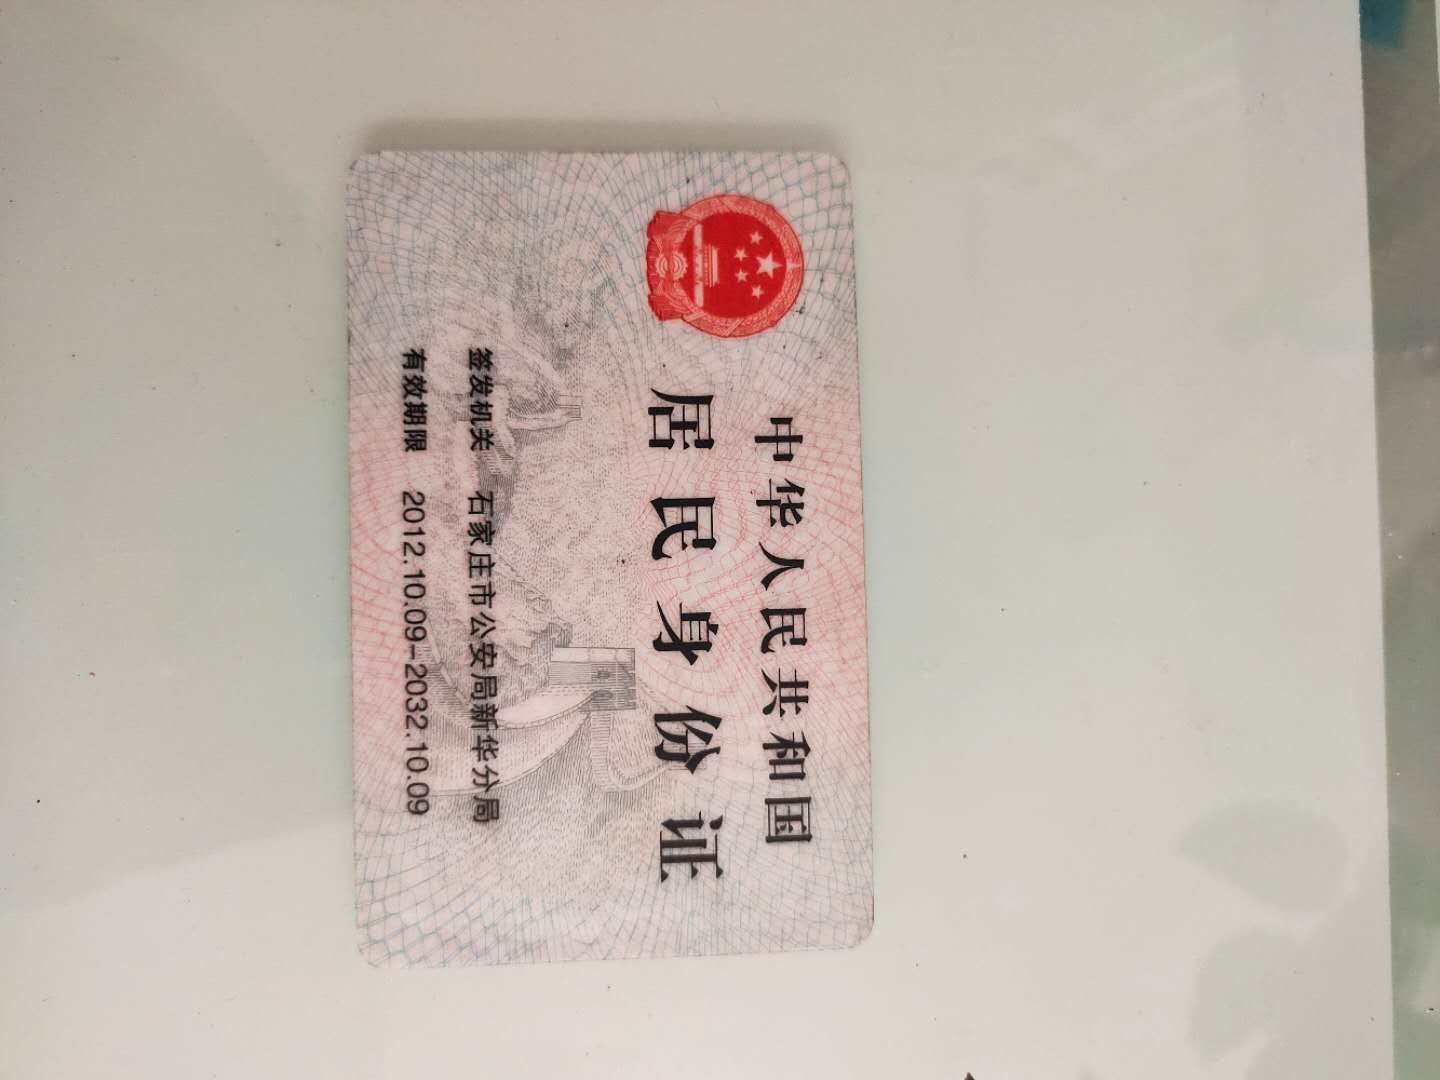 中华人民共和国
居民身份证
签发机关 石家庄市公安局新华分局
有效期限 2012.10.09-2032.10.09